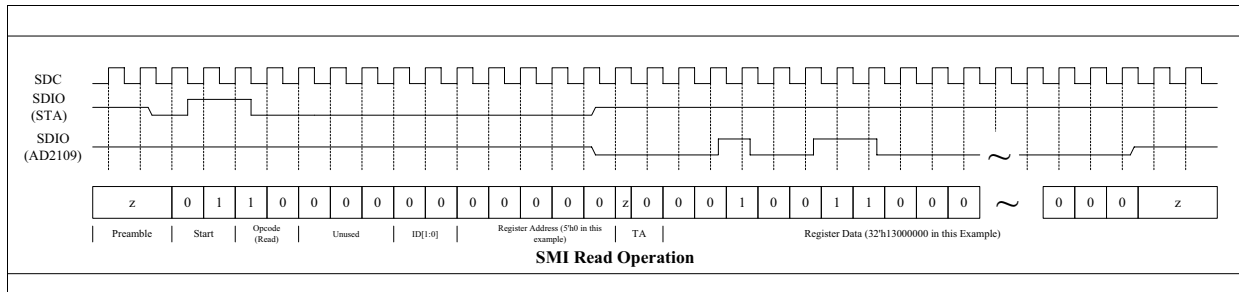 SDC
SDIO
(STA)
SDIO
(AD2109)
~
z 0 1 1 0 0 0 0 0 0 0 0 0 0 0 z 0 0 0 1 0 0 1 1 0 0 0 ~ 0 0 0 z
Preamble Start Opcode (Read) Unused ID[1:0] Register Address (5'h0 in this example) TA Register Data (32'h13000000 in this Example)
SMI Read Operation